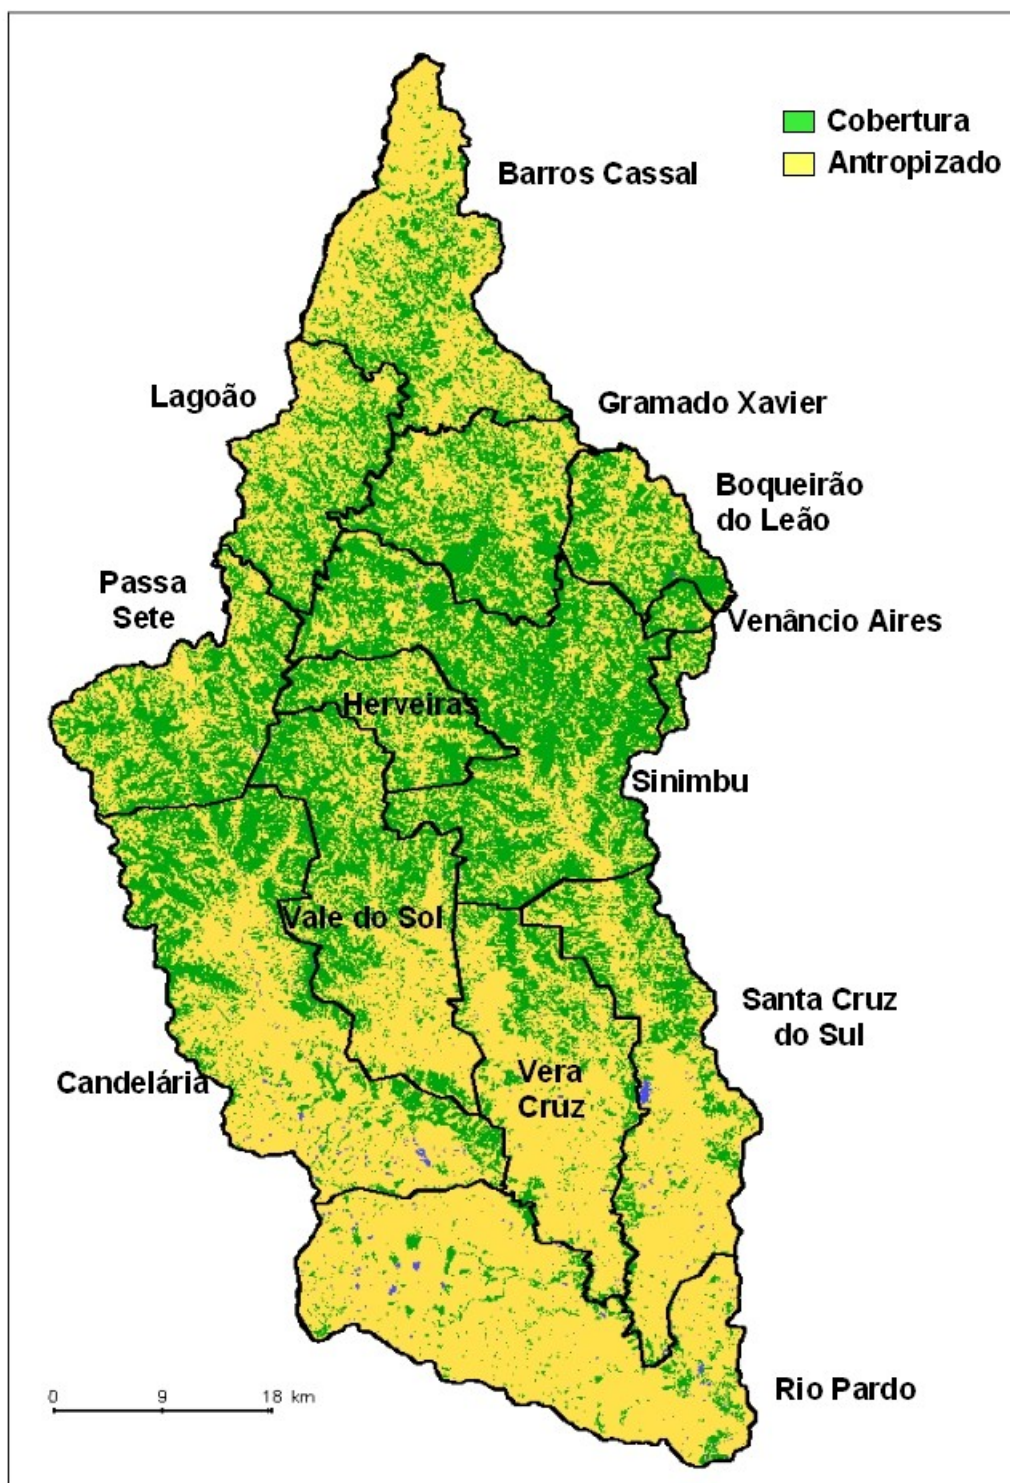 Cobertura
Antropizado
Barros Cassal
Lagoão
Gramado Xavier
Boqueirão
do Leão
Passa
Sete
Venâncio Aires
Herveiras
Sinimbu
Vale do Sol
Santa Cruz
do Sul
Candelária
Vera
Cruz
Rio Pardo
0 9 18 km